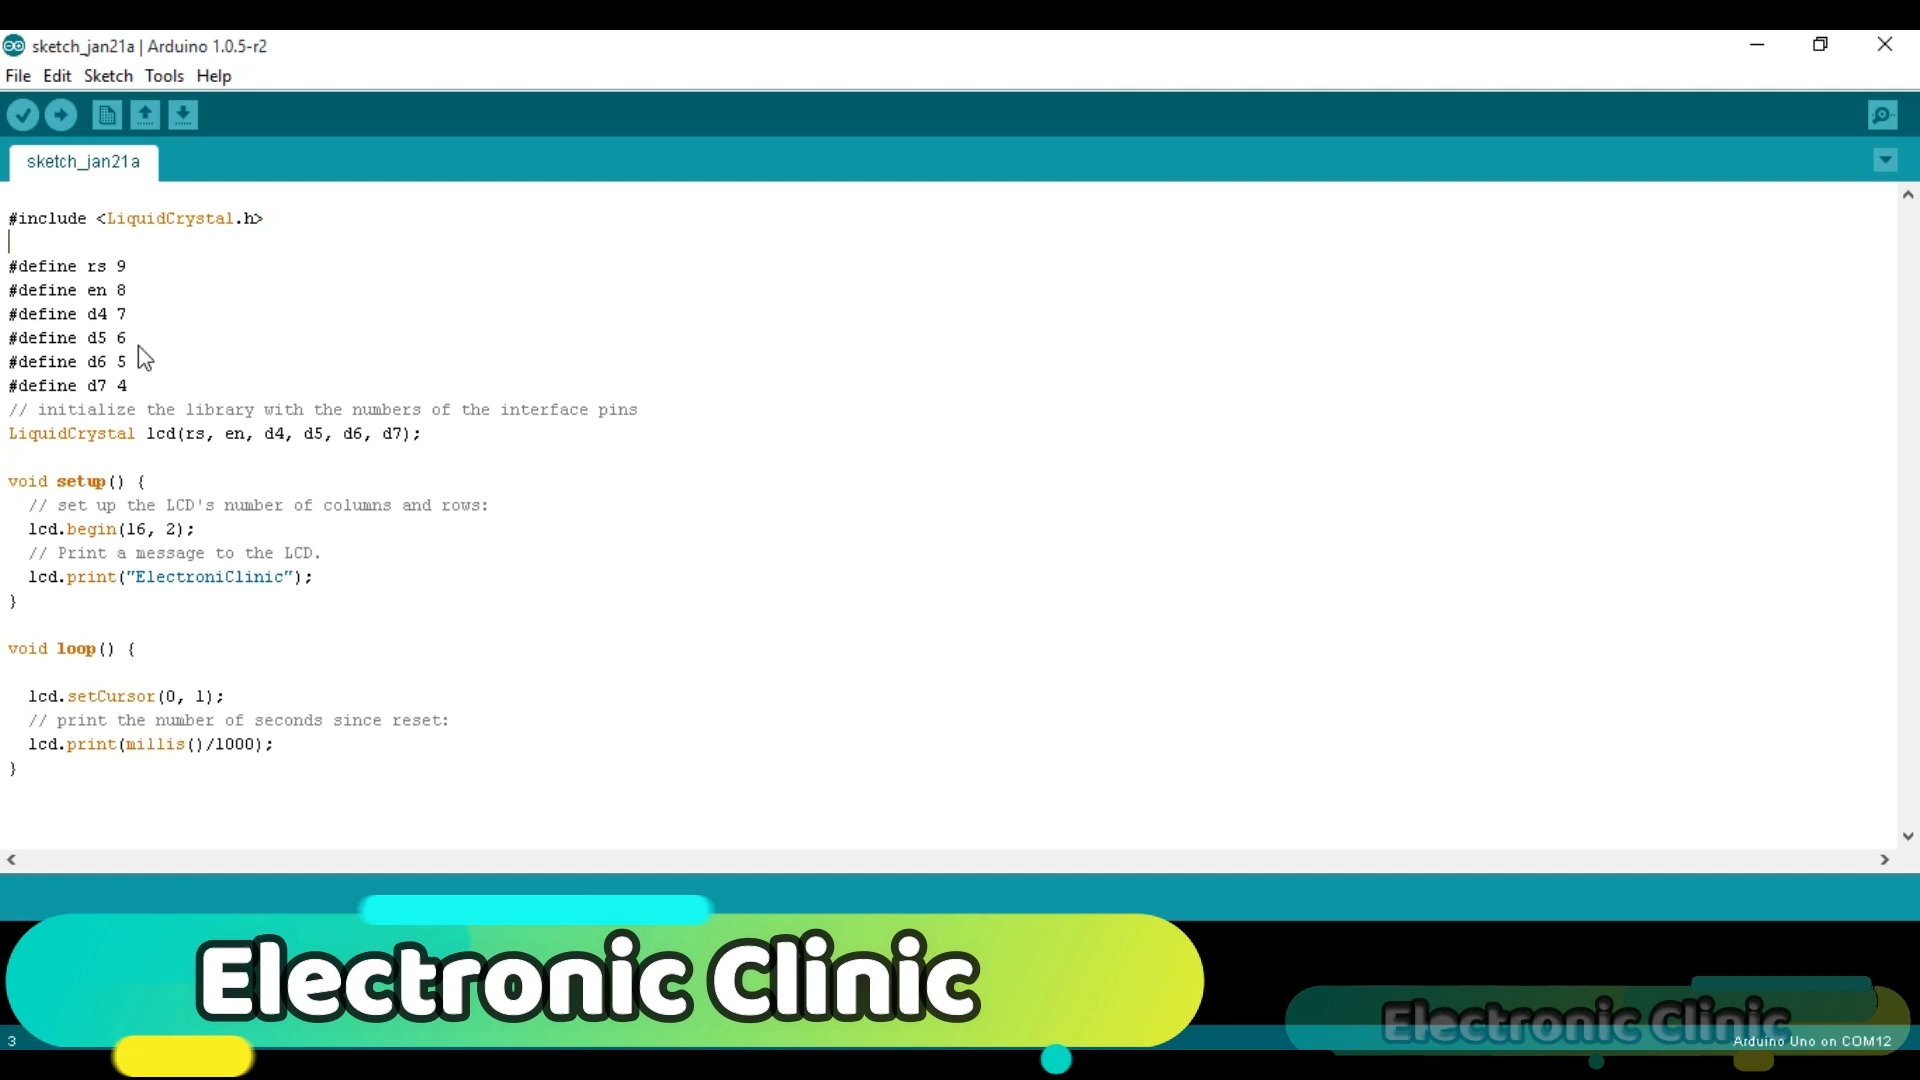 sketch_jan21a | Arduino 1.0.5-r2
File Edit Sketch Tools Help
sketch_jan21a
#include <LiquidCrystal.h>
#define rs 9
#define en 8
#define d4 7
#define d5 6
#define d6 5
#define d7 4
// initialize the library with the numbers of the interface pins
LiquidCrystal lcd(rs, en, d4, d5, d6, d7);
void setup() {
// set up the LCD's number of columns and rows:
lcd.begin(16, 2);
// Print a message to the LCD.
lcd.print("ElectroniClinic");
}
void loop() {
lcd.setCursor(0, 1);
// print the number of seconds since reset:
lcd.print(millis()/1000);
}
Electronic Clinic
Electronic Clinic
3
Arduino Uno on COM12